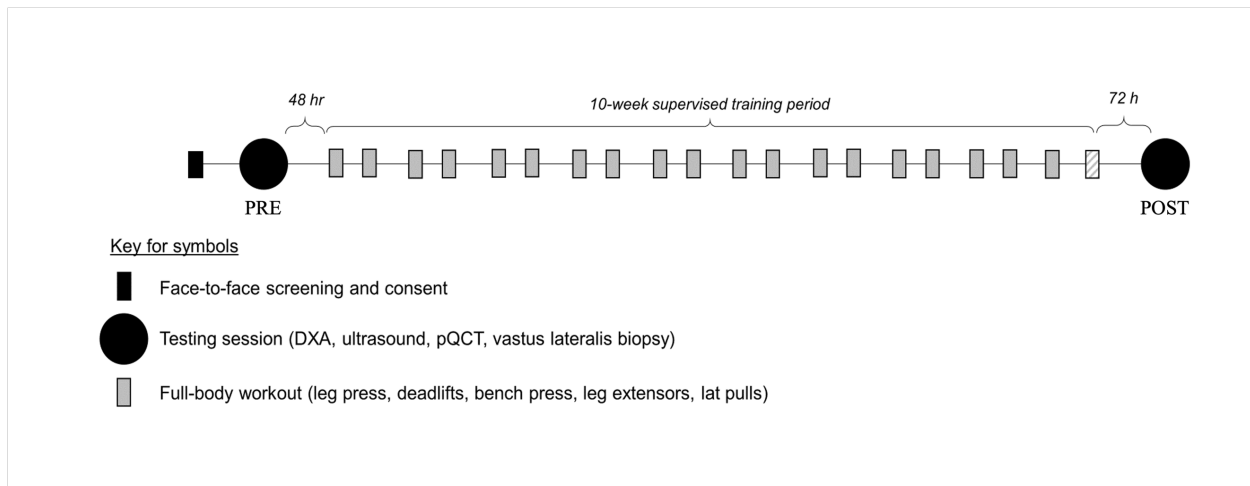 48 hr
10-week supervised training period
72 h
PRE
POST
Key for symbols
Face-to-face screening and consent
Testing session (DXA, ultrasound, pQCT, vastus lateralis biopsy)
Full-body workout (leg press, deadlifts, bench press, leg extensors, lat pulls)